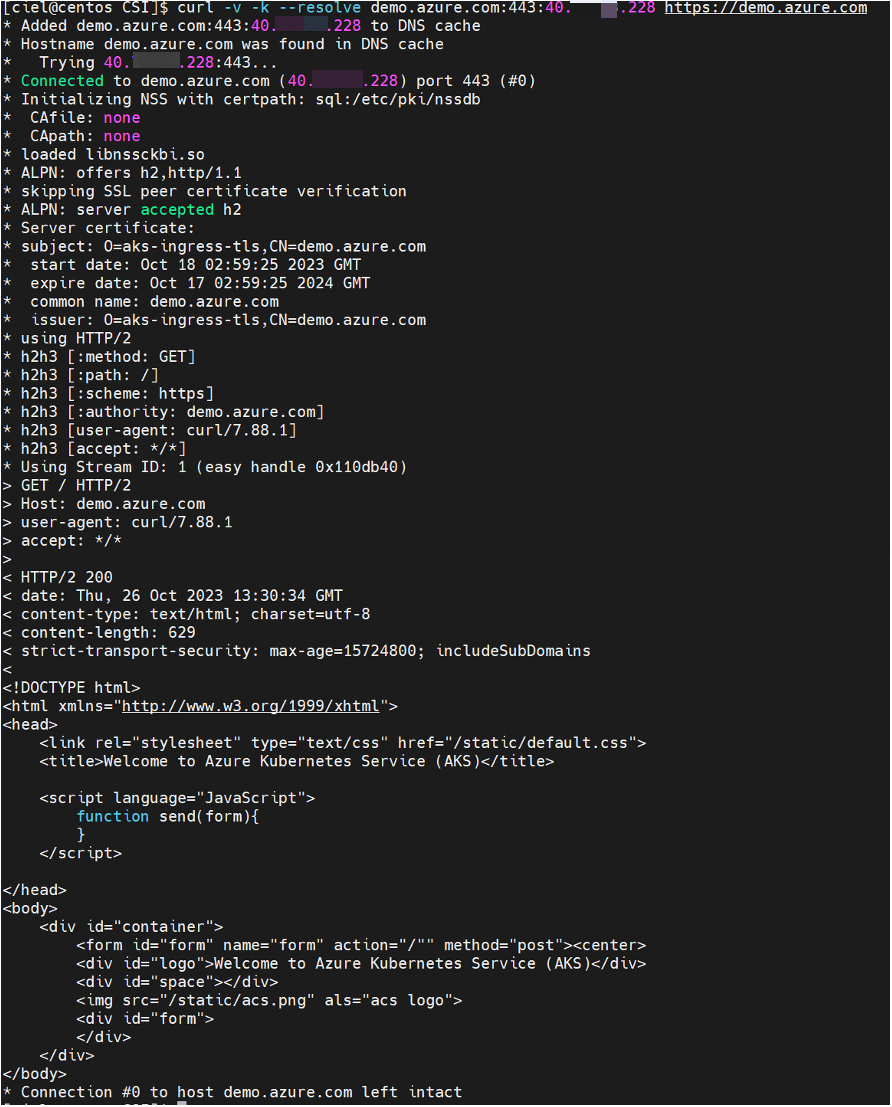 [ciel@centos CSI]$ curl -v -k --resolve demo.azure.com:443:40. .228 https://demo.azure.com
* Added demo.azure.com:443:40. .228 to DNS cache
* Hostname demo.azure.com was found in DNS cache
*   Trying 40. .228:443...
* Connected to demo.azure.com (40. .228) port 443 (#0)
* Initializing NSS with certpath: sql:/etc/pki/nssdb
*  CAfile: none
*  CApath: none
* loaded libnssckbi.so
* ALPN: offers h2,http/1.1
* skipping SSL peer certificate verification
* ALPN: server accepted h2
* Server certificate:
* subject: O=aks-ingress-tls,CN=demo.azure.com
*  start date: Oct 18 02:59:25 2023 GMT
*  expire date: Oct 17 02:59:25 2024 GMT
*  common name: demo.azure.com
*  issuer: O=aks-ingress-tls,CN=demo.azure.com
* using HTTP/2
* h2h3 [:method: GET]
* h2h3 [:path: /]
* h2h3 [:scheme: https]
* h2h3 [:authority: demo.azure.com]
* h2h3 [user-agent: curl/7.88.1]
* h2h3 [accept: */*]
* Using Stream ID: 1 (easy handle 0x110db40)
> GET / HTTP/2
> Host: demo.azure.com
> user-agent: curl/7.88.1
> accept: */*
>
< HTTP/2 200
< date: Thu, 26 Oct 2023 13:30:34 GMT
< content-type: text/html; charset=utf-8
< content-length: 629
< strict-transport-security: max-age=15724800; includeSubDomains
<
<!DOCTYPE html>
<html xmlns="http://www.w3.org/1999/xhtml">
<head>
    <link rel="stylesheet" type="text/css" href="/static/default.css">
    <title>Welcome to Azure Kubernetes Service (AKS)</title>

    <script language="JavaScript">
        function send(form){
        }
    </script>

</head>
<body>
    <div id="container">
        <form id="form" name="form" action="/"" method="post"><center>
        <div id="logo">Welcome to Azure Kubernetes Service (AKS)</div>
        <div id="space"></div>
        <img src="/static/acs.png" als="acs logo">
        <div id="form">
        </div>
    </div>
</body>
* Connection #0 to host demo.azure.com left intact